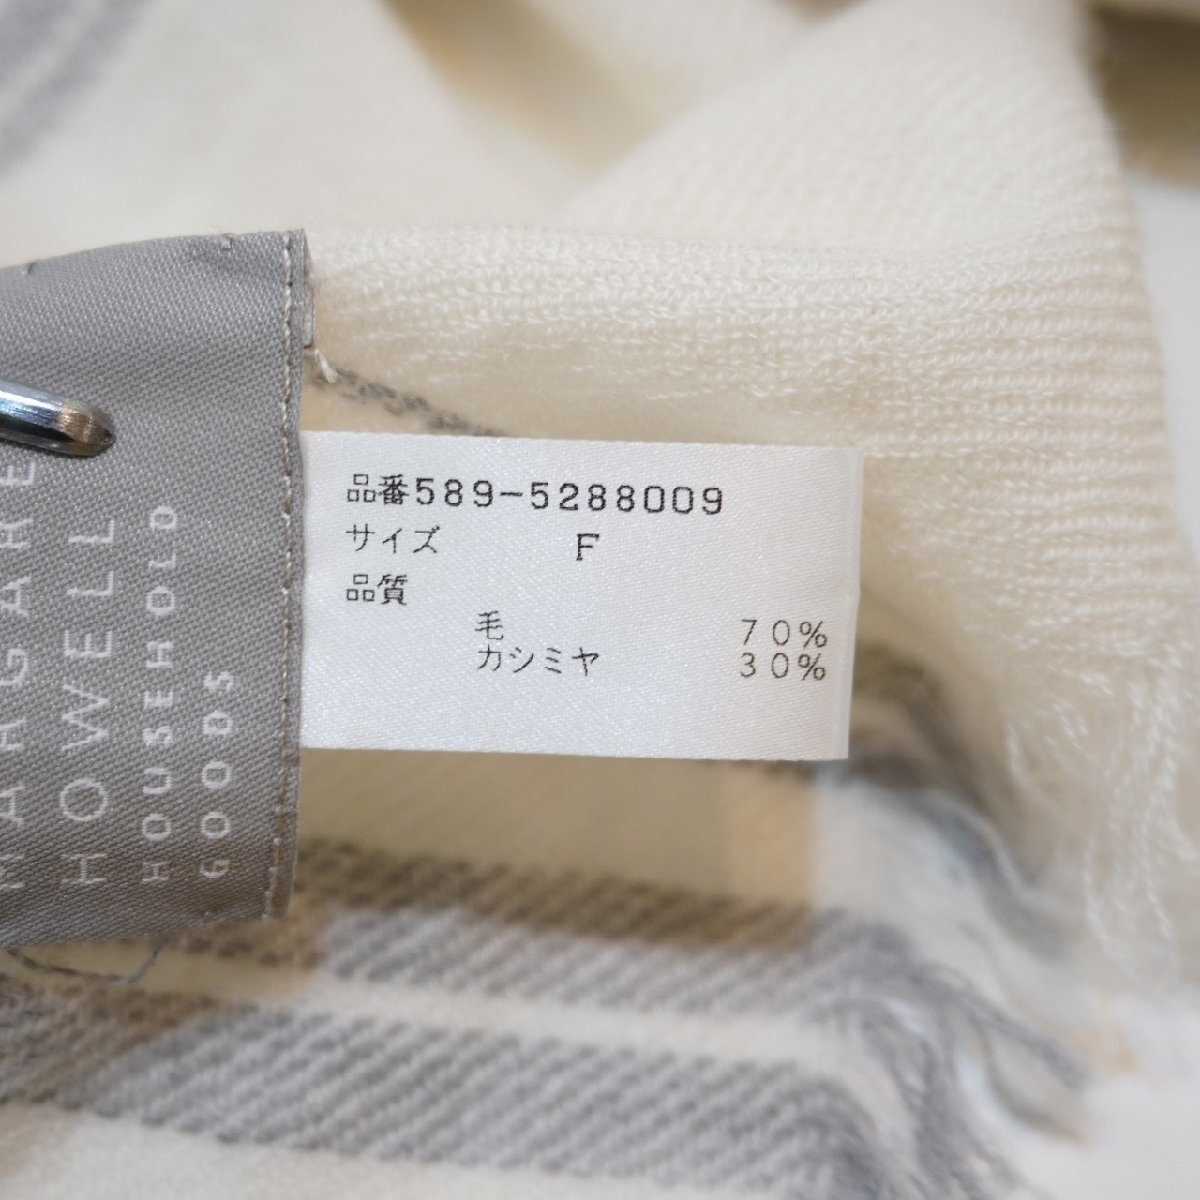 品番589-5288009
サイズ F
品質
毛 70%
カシミヤ 30%
HOWELL
HOUSEHOLD
GOODS